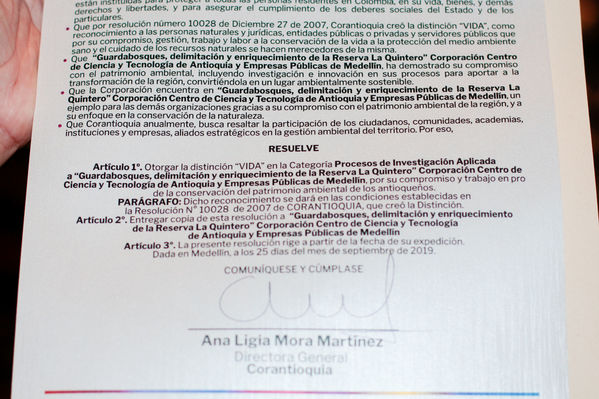 están instituidas para proteger a todas las personas residentes en Colombia, en su vida, bienes, y demás
derechos y libertades, y para asegurar el cumplimiento de los deberes sociales del Estado y de los
particulares.
• Que por resolución número 10028 de Diciembre 27 de 2007, Corantioquia creó la distinción “VIDA”, como
reconocimiento a las personas naturales y jurídicas, entidades públicas o privadas y servidores públicos que
por su compromiso, gestión, trabajo y labor a la conservación de la vida a la protección del medio ambiente
sano y el cuidado de los recursos naturales se hacen merecedores de la misma.
• Que “Guardabosques, delimitación y enriquecimiento de la Reserva La Quintero” Corporación Centro
de Ciencia y Tecnología de Antioquia y Empresas Públicas de Medellín, ha demostrado su compromiso
con el patrimonio ambiental, incluyendo investigación e innovación en sus procesos para aportar a la
transformación de la región, convirtiéndola en un lugar ambientalmente sostenible.
• Que la Corporación encuentra en “Guardabosques, delimitación y enriquecimiento de la Reserva La
Quintero” Corporación Centro de Ciencia y Tecnología de Antioquia y Empresas Públicas de Medellín, un
ejemplo para las demás organizaciones gracias a su compromiso con el patrimonio ambiental de la región, y a
su enfoque en la conservación de la naturaleza.
• Que Corantioquia anualmente, busca resaltar la participación de los ciudadanos, comunidades, academias,
instituciones y empresas, aliados estratégicos en la gestión ambiental del territorio. Por eso,
RESUELVE
Artículo 1º. Otorgar la distinción “VIDA” en la Categoría Procesos de Investigación Aplicada
a “Guardabosques, delimitación y enriquecimiento de la Reserva La Quintero” Corporación Centro de
Ciencia y Tecnología de Antioquia y Empresas Públicas de Medellín, por su compromiso y trabajo en pro
de la conservación del patrimonio ambiental de los antioqueños.
PARÁGRAFO: Dicho reconocimiento se dará en las condiciones establecidas en
la Resolución N° 10028 de 2007 de CORANTIOQUIA, que creó la Distinción.
Artículo 2º. Entregar copia de esta resolución a “Guardabosques, delimitación y enriquecimiento
de la Reserva La Quintero” Corporación Centro de Ciencia y Tecnología
de Antioquia y Empresas Públicas de Medellín
Artículo 3º. La presente resolución rige a partir de la fecha de su expedición.
Dada en Medellín, a los 25 días del mes de septiembre de 2019.
COMUNÍQUESE Y CÚMPLASE
Ana Ligia Mora Martínez
Directora General
Corantioquia